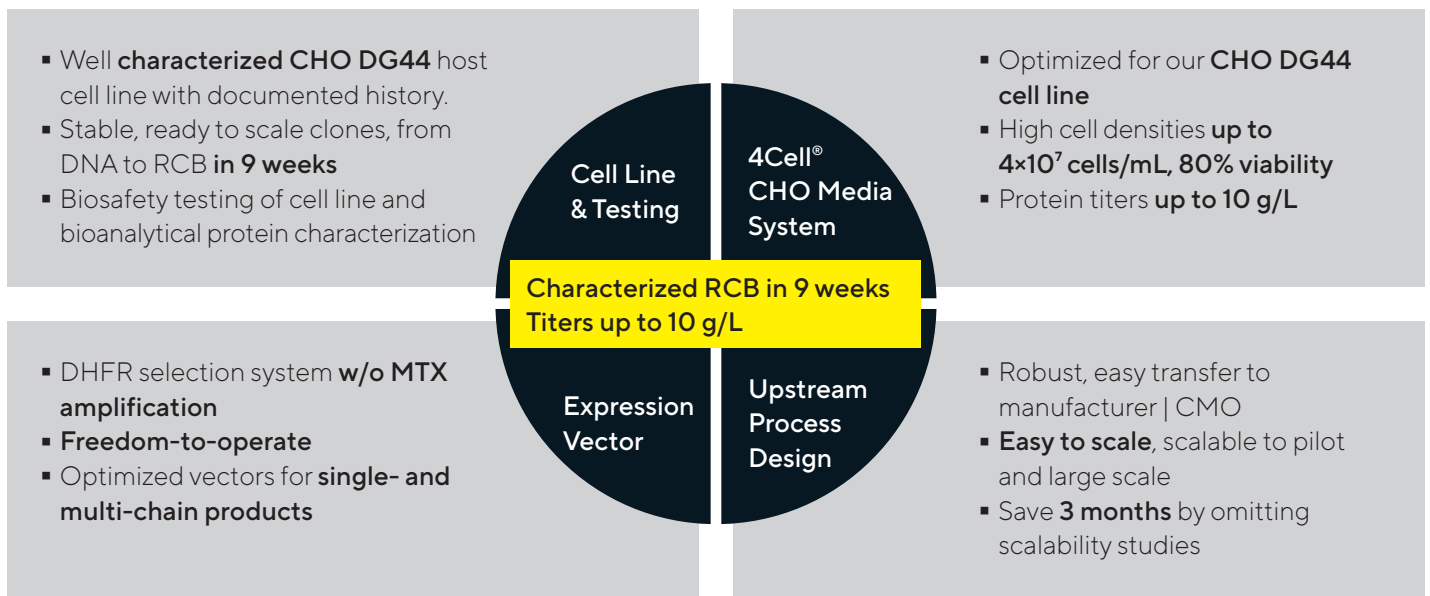 ▪ Well characterized CHO DG44 host
cell line with documented history.
▪ Stable, ready to scale clones, from
DNA to RCB in 9 weeks
▪ Biosafety testing of cell line and
bioanalytical protein characterization
Cell Line
& Testing
4Cell®
CHO Media
System
▪ Optimized for our CHO DG44
cell line
▪ High cell densities up to
4×10⁷ cells/mL, 80% viability
▪ Protein titers up to 10 g/L
Characterized RCB in 9 weeks
Titers up to 10 g/L
▪ DHFR selection system w/o MTX
amplification
▪ Freedom-to-operate
▪ Optimized vectors for single- and
multi-chain products
Expression
Vector
Upstream
Process
Design
▪ Robust, easy transfer to
manufacturer | CMO
▪ Easy to scale, scalable to pilot
and large scale
▪ Save 3 months by omitting
scalability studies